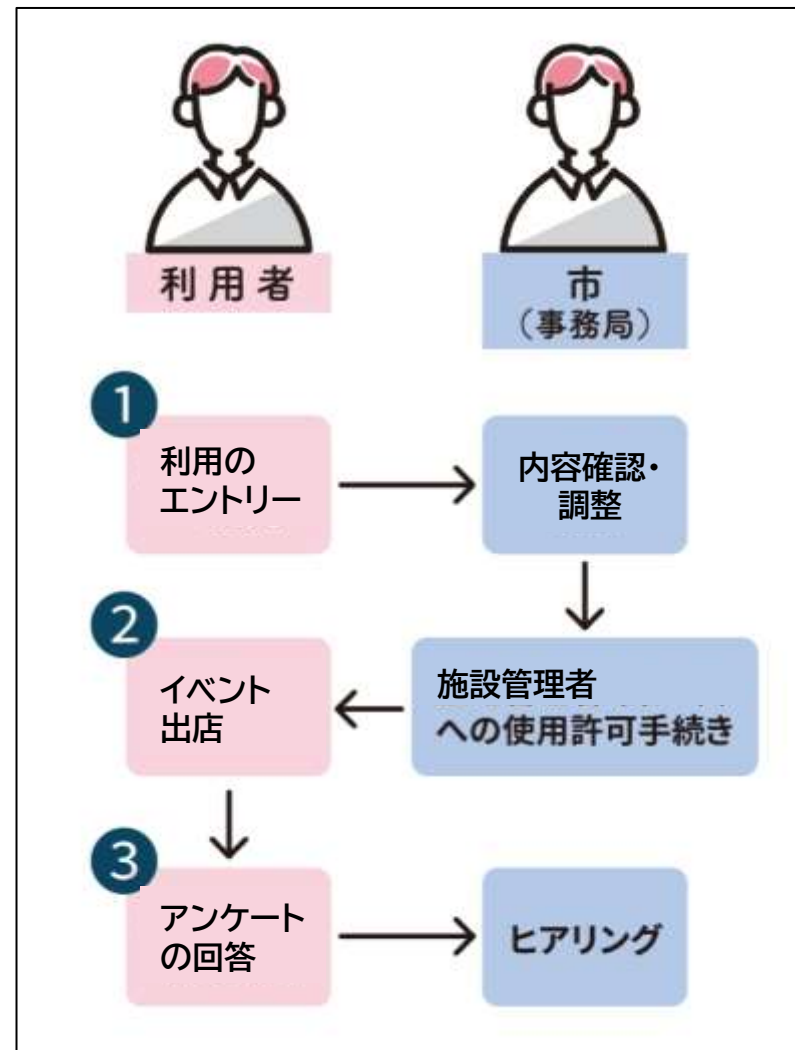 利用者
市
（事務局）
1
利用の
エントリー
内容確認・
調整
2
イベント
出店
施設管理者
への使用許可手続き
3
アンケート
の回答
ヒアリング